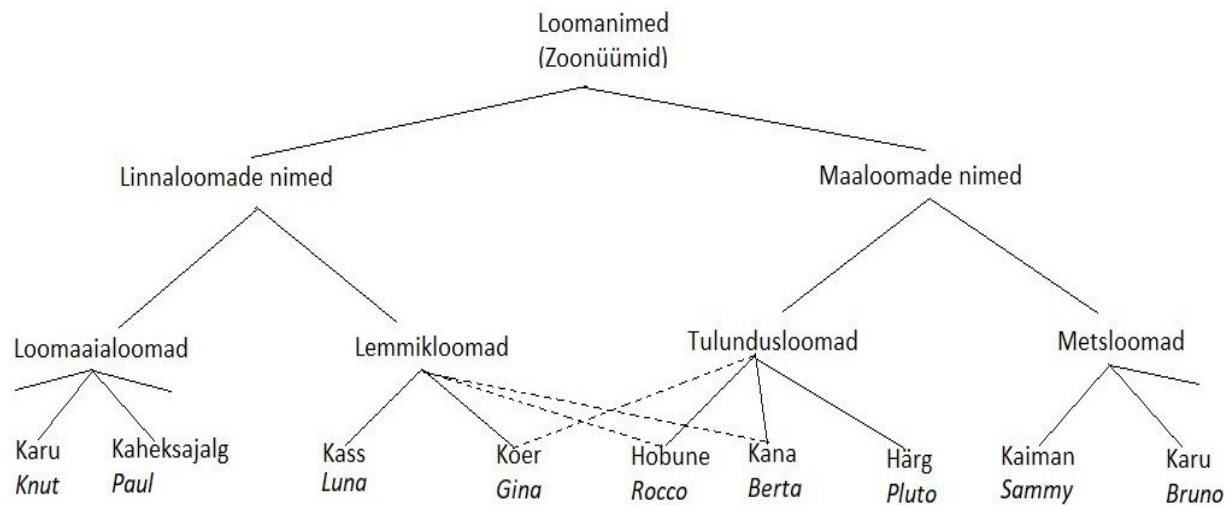 Loomanimed
(Zoonüümid)
Linnaloomade nimed
Maaloomade nimed
Loomaaialoomad
Lemmikloomad
Tulundusloomad
Metsloomad
Karu
Knut
Kaheksajalg
Paul
Kass
Luna
Koer
Gina
Hobune
Rocco
Kana
Berta
Härg
Pluto
Kaiman
Sammy
Karu
Bruno